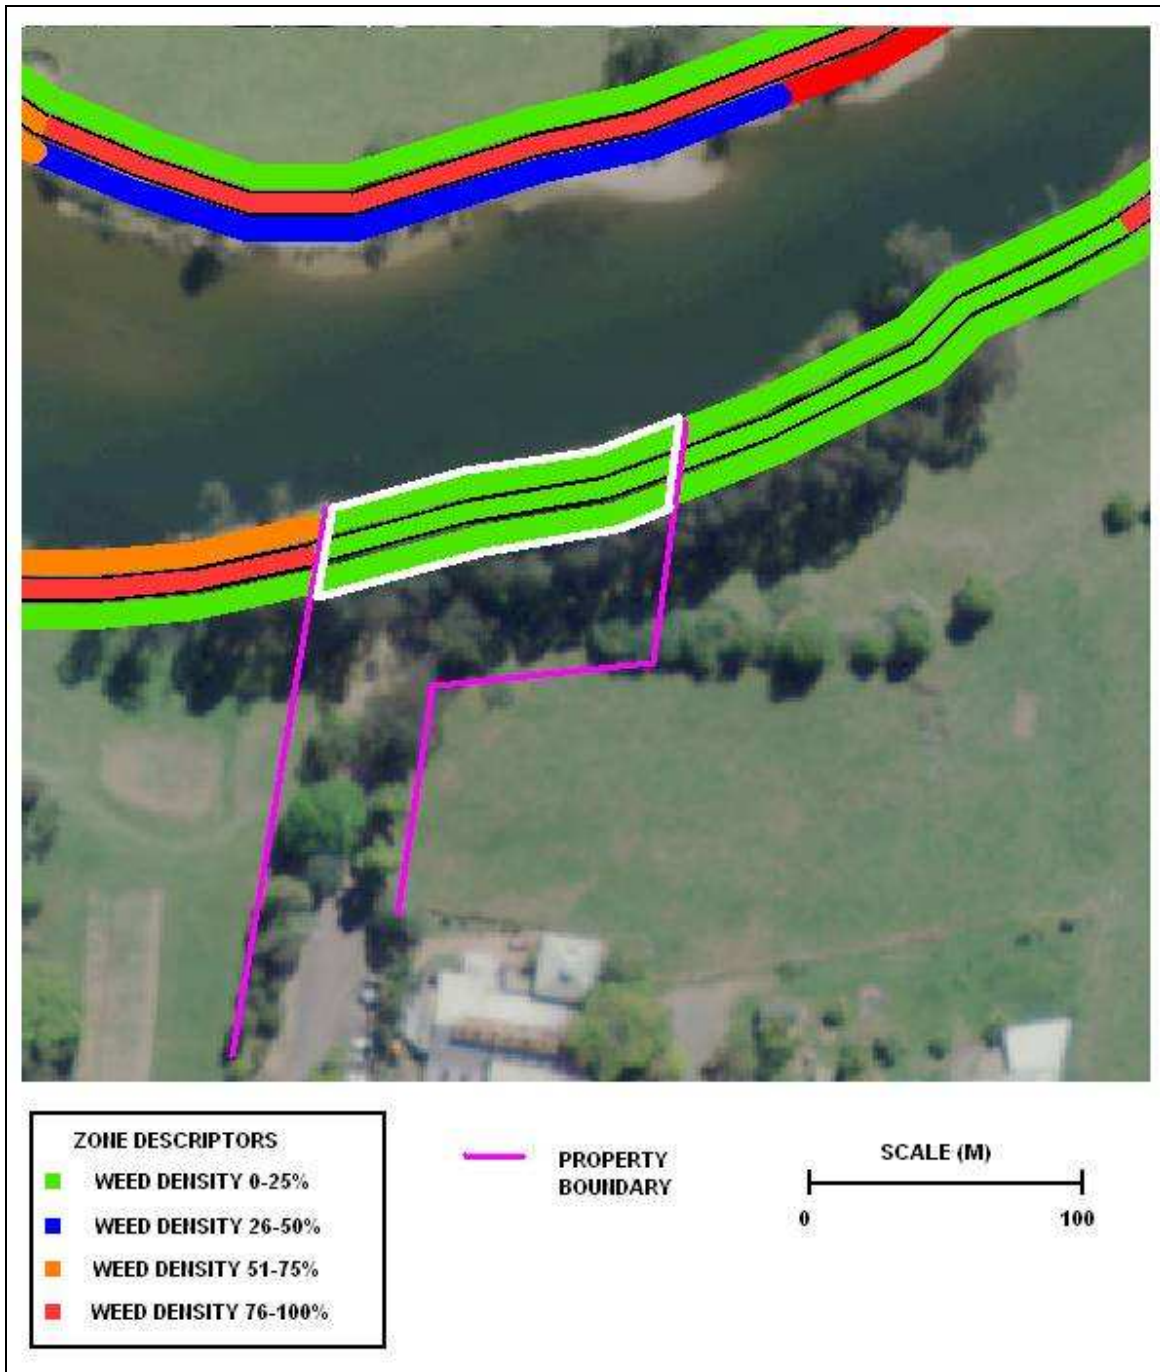 ZONE DESCRIPTORS
WEED DENSITY 0-25%
WEED DENSITY 26-50%
WEED DENSITY 51-75%
WEED DENSITY 76-100%
PROPERTY
BOUNDARY
SCALE (M)
0 100